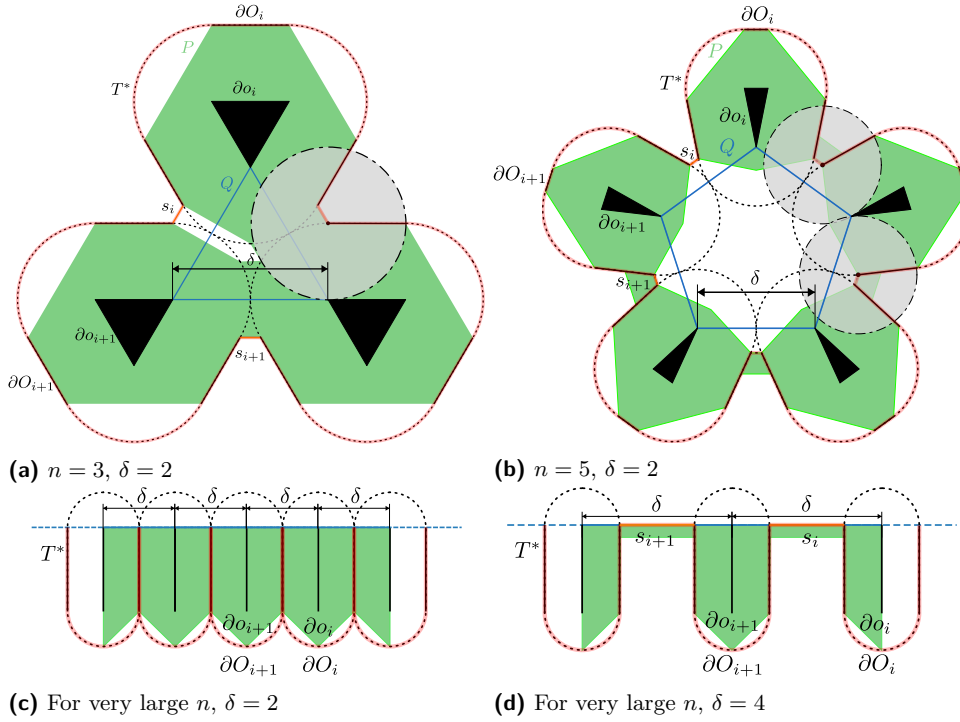 ∂O_i
P
T*
∂o_i
Q
s_i
δ
∂o_{i+1}
s_{i+1}
∂O_{i+1}
(a) n = 3, δ = 2
∂O_i
P
T*
∂o_i
Q
s_i
∂O_{i+1}
∂o_{i+1}
s_{i+1}
δ
(b) n = 5, δ = 2
δ δ δ δ
T*
∂o_{i+1} ∂o_i
∂O_{i+1} ∂O_i
(c) For very large n, δ = 2
δ δ
T*
s_{i+1} s_i
∂o_{i+1} ∂o_i
∂O_{i+1} ∂O_i
(d) For very large n, δ = 4